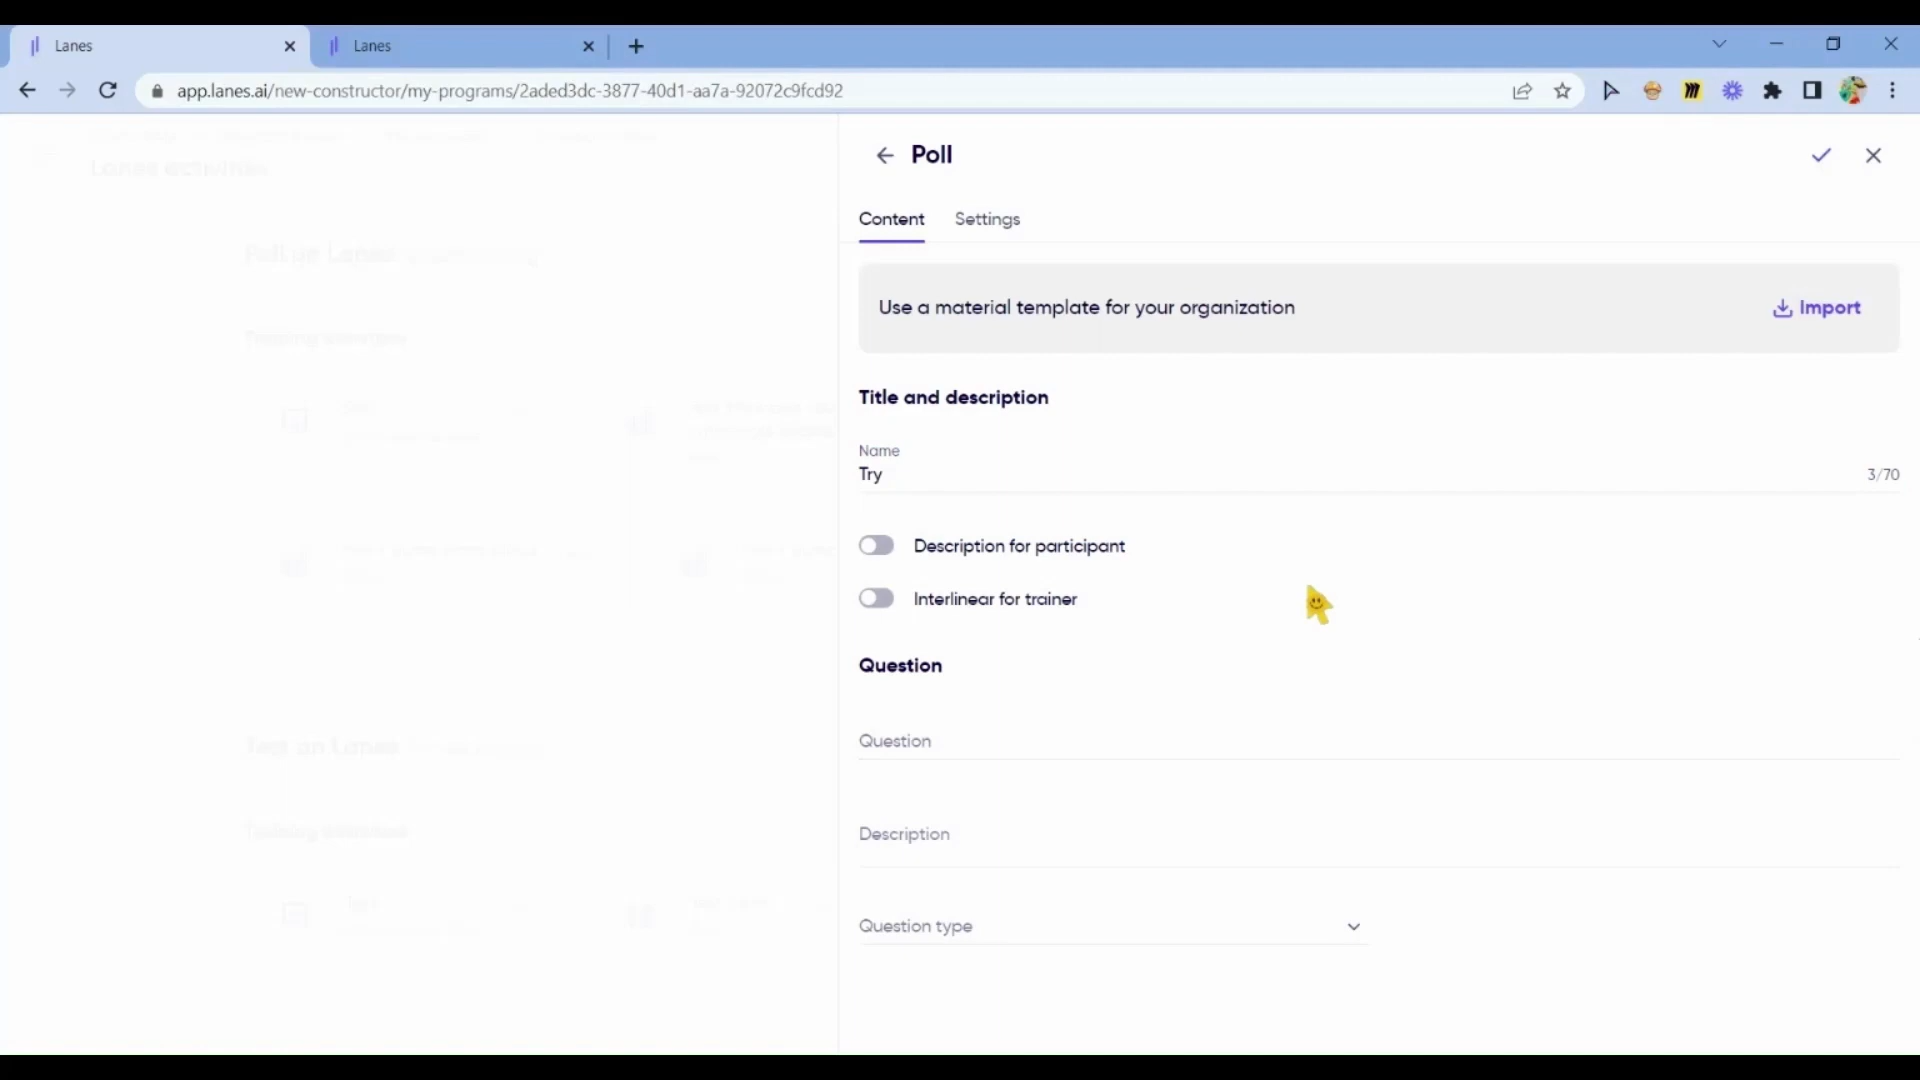 Lanes
Lanes
app.lanes.ai/new-constructor/my-programs/2aded3dc-3877-40d1-aa7a-92072c9fcd92
Lanes activities
Poll
Content Settings
Use a material template for your organization
Import
Title and description
Name
Try
3/70
Description for participant
Interlinear for trainer
Question
Question
Description
Question type